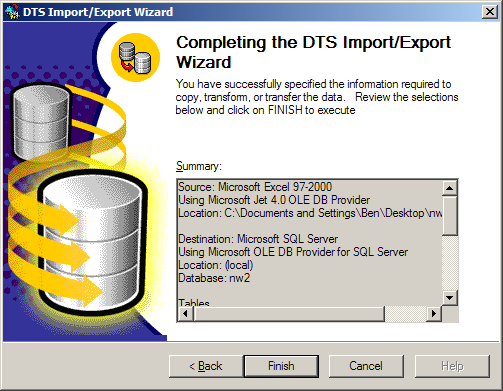 DTS Import/Export Wizard
Completing the DTS Import/Export
Wizard
You have successfully specified the information required to
copy, transform, or transfer the data. Review the selections
below and click on FINISH to execute
Summary:
Source: Microsoft Excel 97-2000
Using Microsoft Jet 4.0 OLE DB Provider
Location: C:\Documents and Settings\Ben\Desktop\nw
Destination: Microsoft SQL Server
Using Microsoft OLE DB Provider for SQL Server
Location: (local)
Database: nw2
Tables
< Back
Finish
Cancel
Help